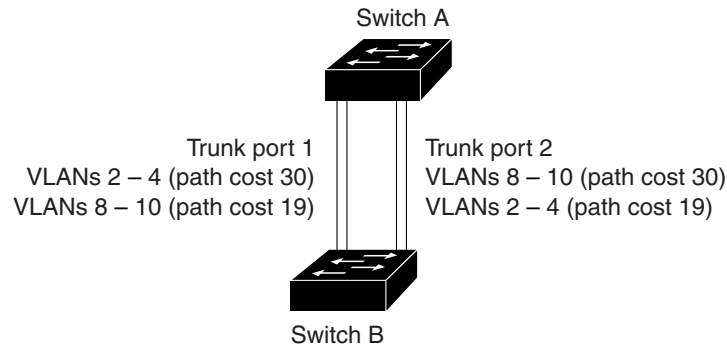 Switch A
Trunk port 1
VLANs 2 – 4 (path cost 30)
VLANs 8 – 10 (path cost 19)
Trunk port 2
VLANs 8 – 10 (path cost 30)
VLANs 2 – 4 (path cost 19)
Switch B